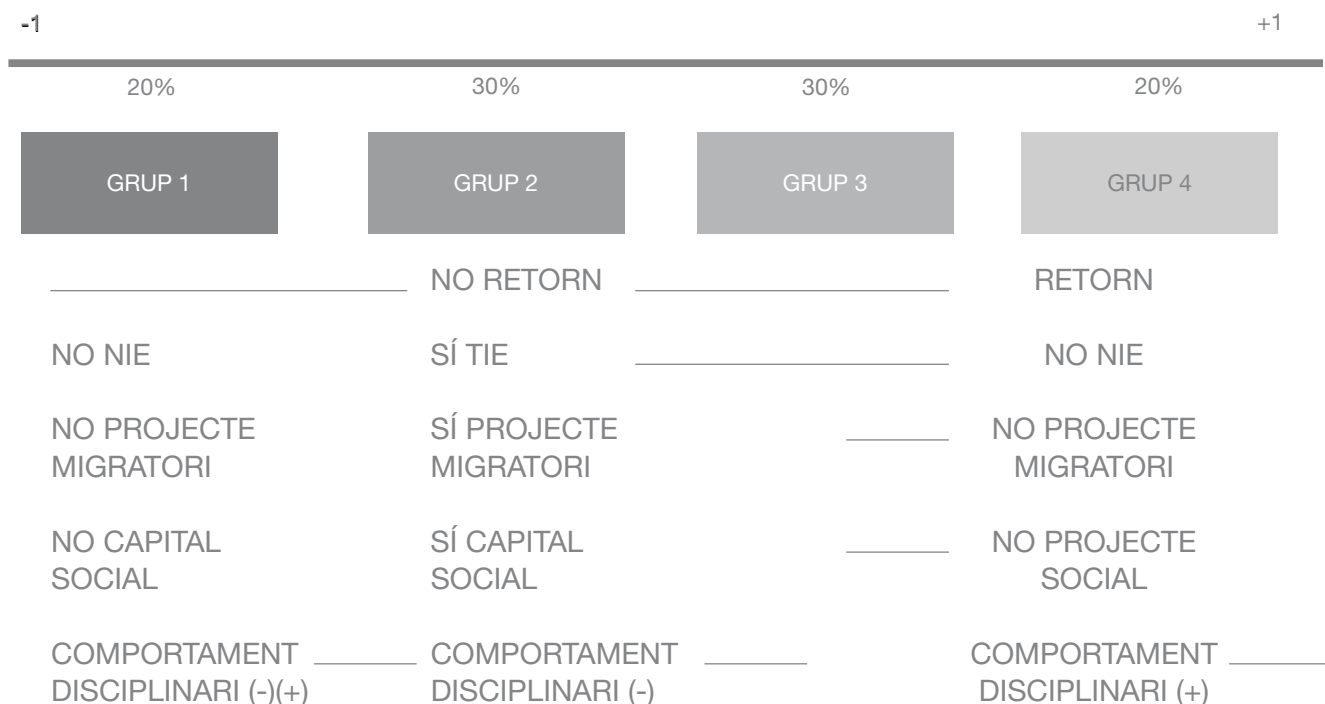 -1 +1
20% 30% 30% 20%
GRUP 1 GRUP 2 GRUP 3 GRUP 4
NO RETORN RETORN
NO NIE SÍ TIE NO NIE
NO PROJECTE SÍ PROJECTE NO PROJECTE
MIGRATORI MIGRATORI MIGRATORI
NO CAPITAL SÍ CAPITAL NO PROJECTE
SOCIAL SOCIAL SOCIAL
COMPORTAMENT COMPORTAMENT COMPORTAMENT
DISCIPLINARI (-)(+) DISCIPLINARI (-) DISCIPLINARI (+)